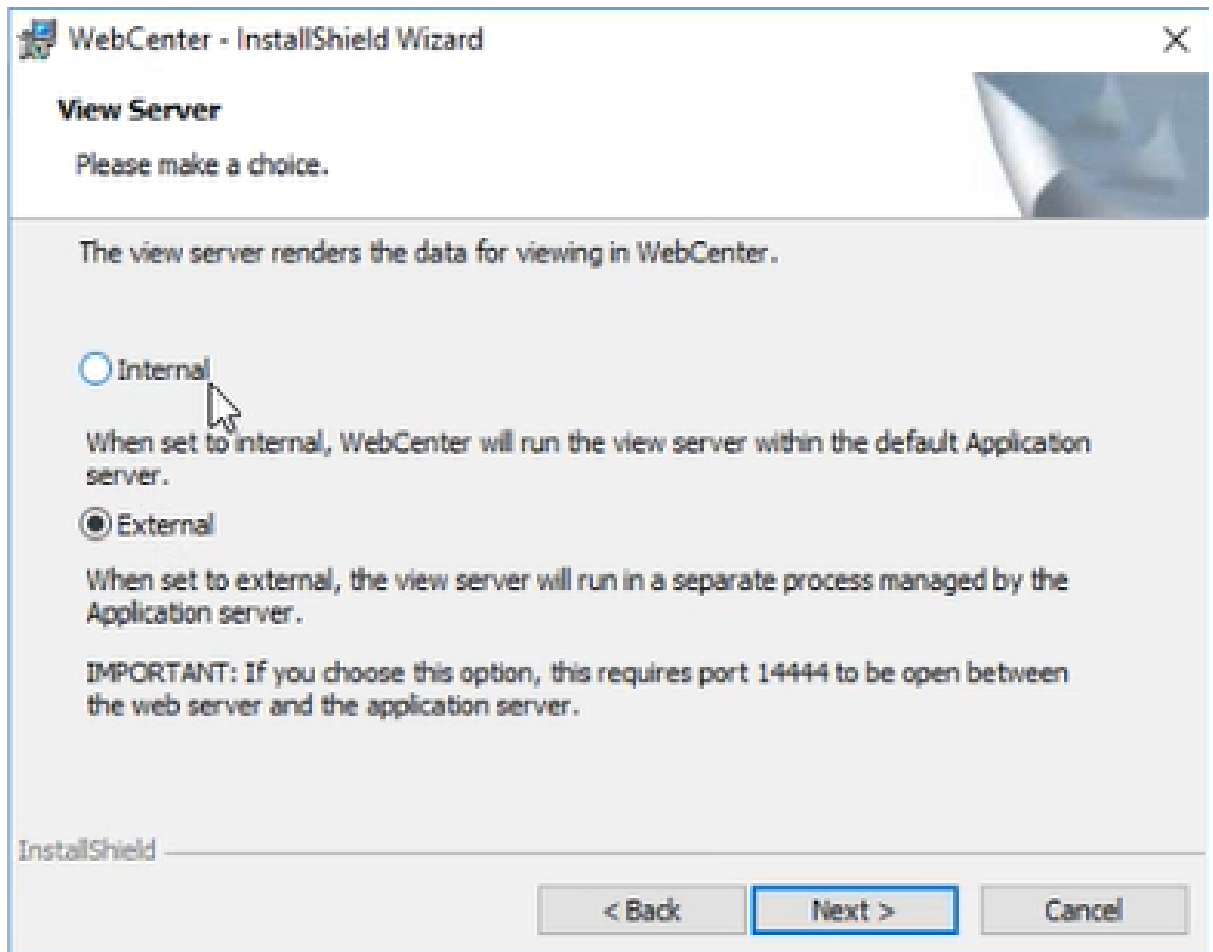 WebCenter - InstallShield Wizard
View Server
Please make a choice.
The view server renders the data for viewing in WebCenter.
Internal
When set to internal, WebCenter will run the view server within the default Application
server.
External
When set to external, the view server will run in a separate process managed by the
Application server.
IMPORTANT: If you choose this option, this requires port 14444 to be open between
the web server and the application server.
InstallShield
< Back
Next >
Cancel